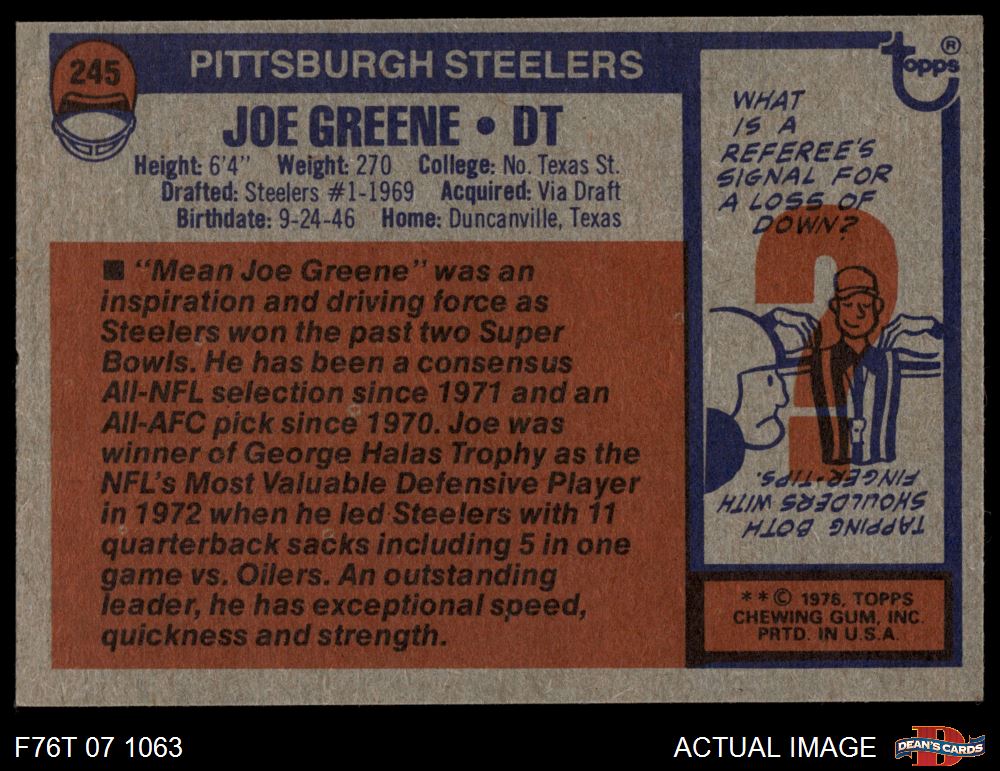 245
PITTSBURGH STEELERS
JOE GREENE • DT
Height: 6'4" Weight: 270 College: No. Texas St.
Drafted: Steelers #1-1969 Acquired: Via Draft
Birthdate: 9-24-46 Home: Duncanville, Texas
■ "Mean Joe Greene" was an
inspiration and driving force as
Steelers won the past two Super
Bowls. He has been a consensus
All-NFL selection since 1971 and an
All-AFC pick since 1970. Joe was
winner of George Halas Trophy as the
NFL's Most Valuable Defensive Player
in 1972 when he led Steelers with 11
quarterback sacks including 5 in one
game vs. Oilers. An outstanding
leader, he has exceptional speed,
quickness and strength.
topps ®
WHAT
IS A
REFEREE'S
SIGNAL FOR
A LOSS OF
DOWN?
TAPPING BOTH
SHOULDERS WITH
FINGER-TIPS.
** © 1976, TOPPS
CHEWING GUM, INC.
PRTD. IN U.S.A.
F76T 07 1063
ACTUAL IMAGE
DEAN'S CARDS